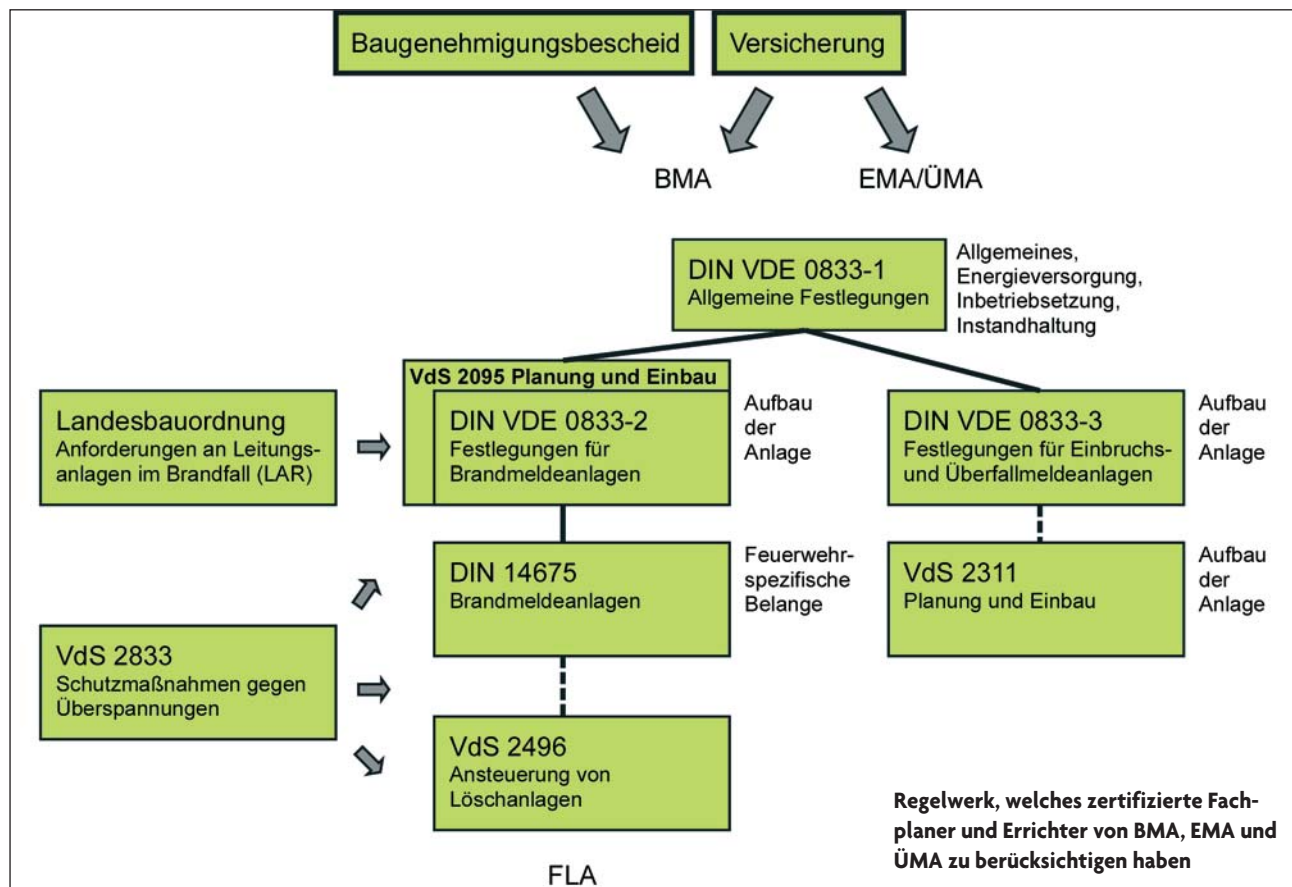 Baugenehmigungsbescheid
Versicherung
BMA
EMA/ÜMA
DIN VDE 0833-1
Allgemeine Festlegungen
Allgemeines,
Energieversorgung,
Inbetriebsetzung,
Instandhaltung
VdS 2095 Planung und Einbau
DIN VDE 0833-2
Festlegungen für
Brandmeldeanlagen
Aufbau
der
Anlage
Landesbauordnung
Anforderungen an Leitungs-
anlagen im Brandfall (LAR)
DIN VDE 0833-3
Festlegungen für Einbruchs-
und Überfallmeldeanlagen
Aufbau
der
Anlage
DIN 14675
Brandmeldeanlagen
Feuerwehr-
spezifische
Belange
VdS 2311
Planung und Einbau
Aufbau
der
Anlage
VdS 2833
Schutzmaßnahmen gegen
Überspannungen
VdS 2496
Ansteuerung von
Löschanlagen
FLA
Regelwerk, welches zertifizierte Fach-
planer und Errichter von BMA, EMA und
ÜMA zu berücksichtigen haben